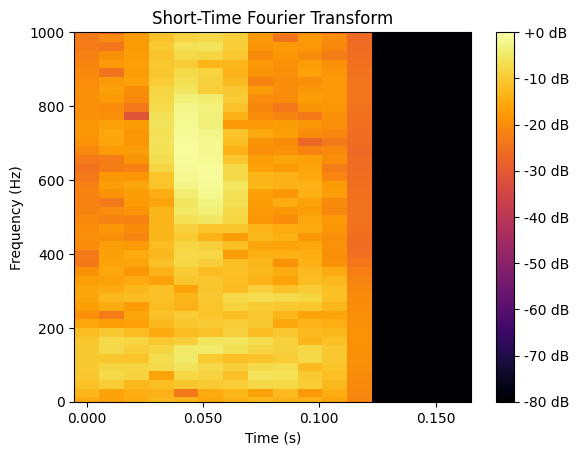 Short-Time Fourier Transform
1000
800
600
400
200
0
Frequency (Hz)
0.000
0.050
0.100
0.150
Time (s)
+0 dB
-10 dB
-20 dB
-30 dB
-40 dB
-50 dB
-60 dB
-70 dB
-80 dB